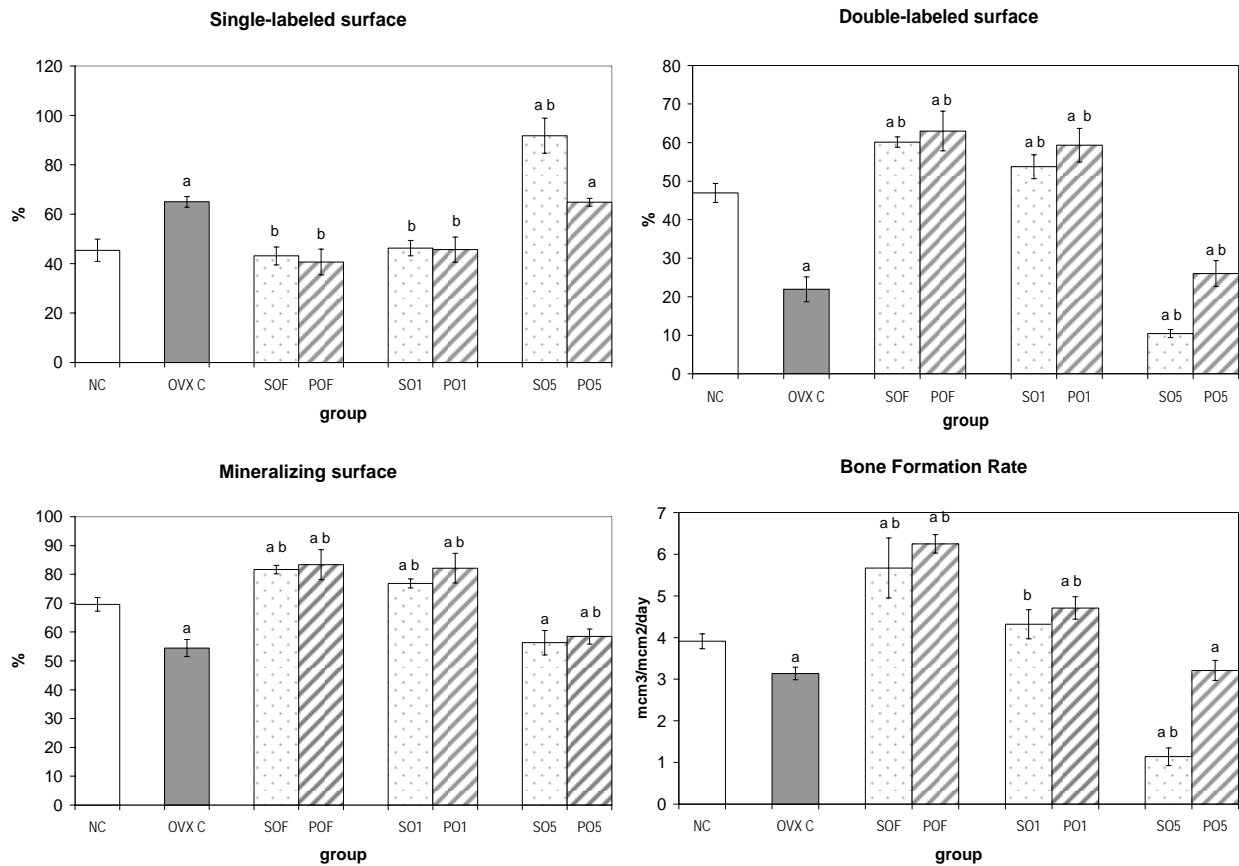 Single-labeled surface
120
100
80
60
40
20
0
%
a
b
b
b
b
a b
a
NC OVX C SOF POF SO1 PO1 SO5 PO5
group
Double-labeled surface
80
70
60
50
40
30
20
10
0
%
a
a b
a b
a b
a b
a b
a b
NC OVX C SOF POF SO1 PO1 SO5 PO5
group
Mineralizing surface
100
90
80
70
60
50
40
30
20
10
0
%
a
a b
a b
a b
a b
a
a b
NC OVX C SOF POF SO1 PO1 SO5 PO5
group
Bone Formation Rate
7
6
5
4
3
2
1
0
mcm3/mcm2/day
a
a b
a b
b
a b
a b
a
NC OVX C SOF POF SO1 PO1 SO5 PO5
group